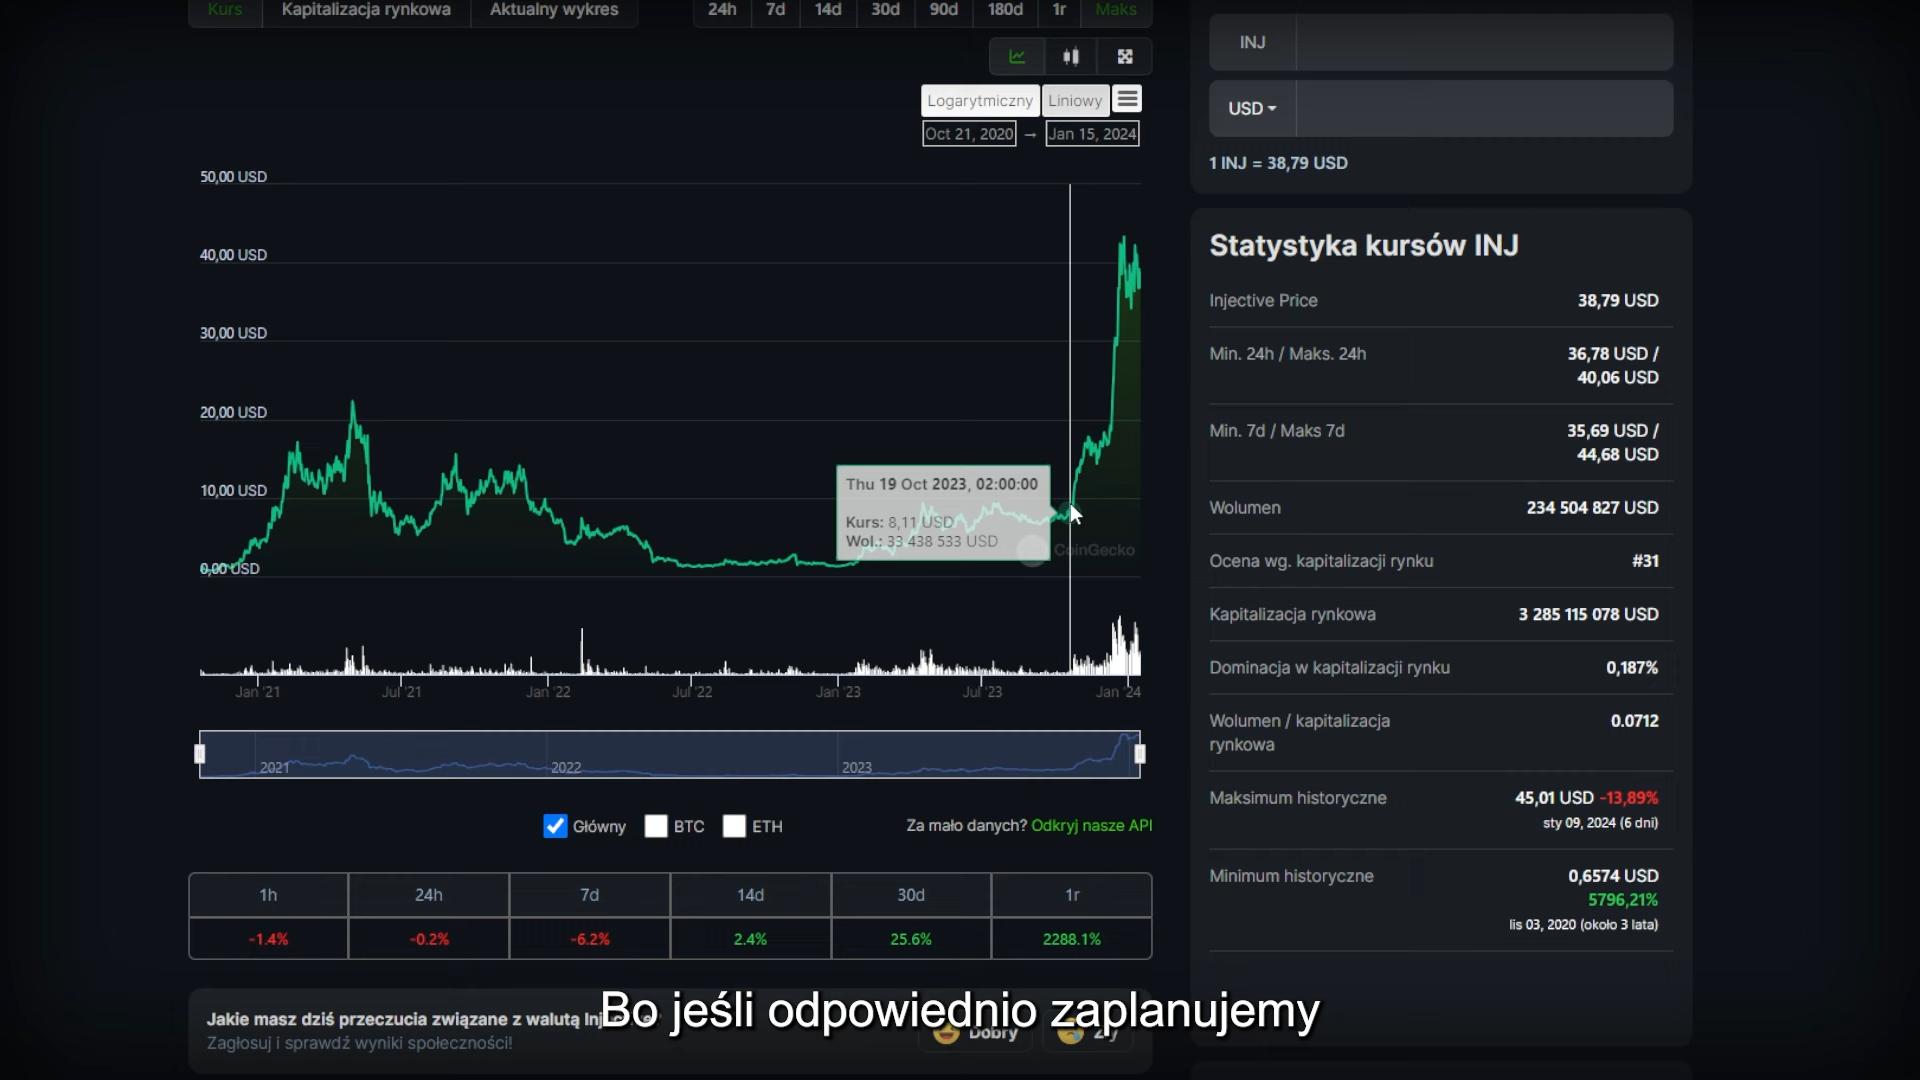 Kurs Kapitalizacja rynkowa Aktualny wykres
24h 7d 14d 30d 90d 180d 1r Maks
Logarytmiczny Liniowy
Oct 21, 2020 → Jan 15, 2024
50,00 USD
40,00 USD
30,00 USD
20,00 USD
10,00 USD
0,00 USD
Thu 19 Oct 2023, 02:00:00
Kurs: 8,11 USD
Wol.: 33 438 533 USD
CoinGecko
Jan '21 Jul '21 Jan '22 Jul '22 Jan '23 Jul '23 Jan '24
2021 2022 2023
Główny BTC ETH
Za mało danych? Odkryj nasze API
1h 24h 7d 14d 30d 1r
-1.4% -0.2% -6.2% 2.4% 25.6% 2288.1%
Jakie masz dziś przeczucia związane z walutą
Zagłosuj i sprawdź wyniki społeczności!
Dobry
Zły
Bo jeśli odpowiednio zaplanujemy
INJ
USD
1 INJ = 38,79 USD
Statystyka kursów INJ
Injective Price 38,79 USD
Min. 24h / Maks. 24h 36,78 USD /
40,06 USD
Min. 7d / Maks 7d 35,69 USD /
44,68 USD
Wolumen 234 504 827 USD
Ocena wg. kapitalizacji rynku #31
Kapitalizacja rynkowa 3 285 115 078 USD
Dominacja w kapitalizacji rynku 0,187%
Wolumen / kapitalizacja 0.0712
rynkowa
Maksimum historyczne 45,01 USD -13,89%
sty 09, 2024 (6 dni)
Minimum historyczne 0,6574 USD
5796,21%
lis 03, 2020 (około 3 lata)